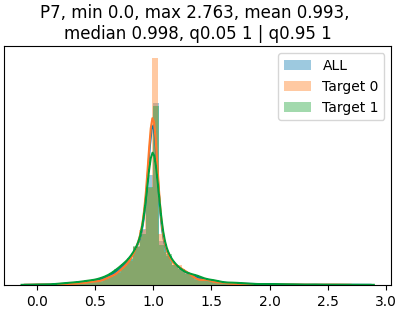 P7, min 0.0, max 2.763, mean 0.993,
median 0.998, q0.05 1 | q0.95 1
ALL
Target 0
Target 1
0.0 0.5 1.0 1.5 2.0 2.5 3.0